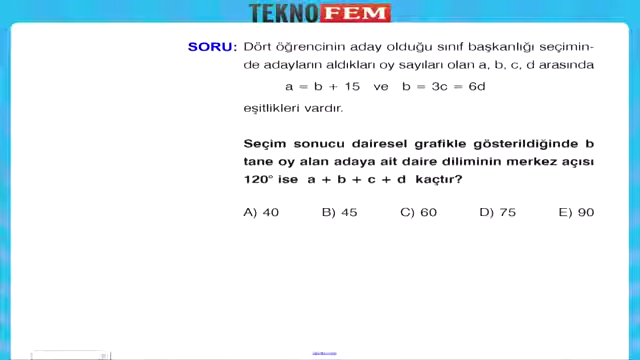 TEKNOFEM
SORU: Dört öğrencinin aday olduğu sınıf başkanlığı seçimin-
de adayların aldıkları oy sayıları olan a, b, c, d arasında
a = b + 15 ve b = 3c = 6d
eşitlikleri vardır.
Seçim sonucu dairesel grafikle gösterildiğinde b
tane oy alan adaya ait daire diliminin merkez açısı
120° ise a + b + c + d kaçtır?
A) 40 B) 45 C) 60 D) 75 E) 90